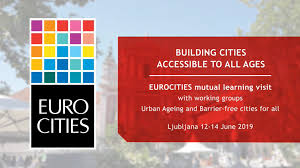 EURO
CITIES
BUILDING CITIES
ACCESSIBLE TO ALL AGES
EUROCITIES mutual learning visit
with working groups
Urban Ageing and Barrier-free cities for all
Ljubljana 12-14 June 2019